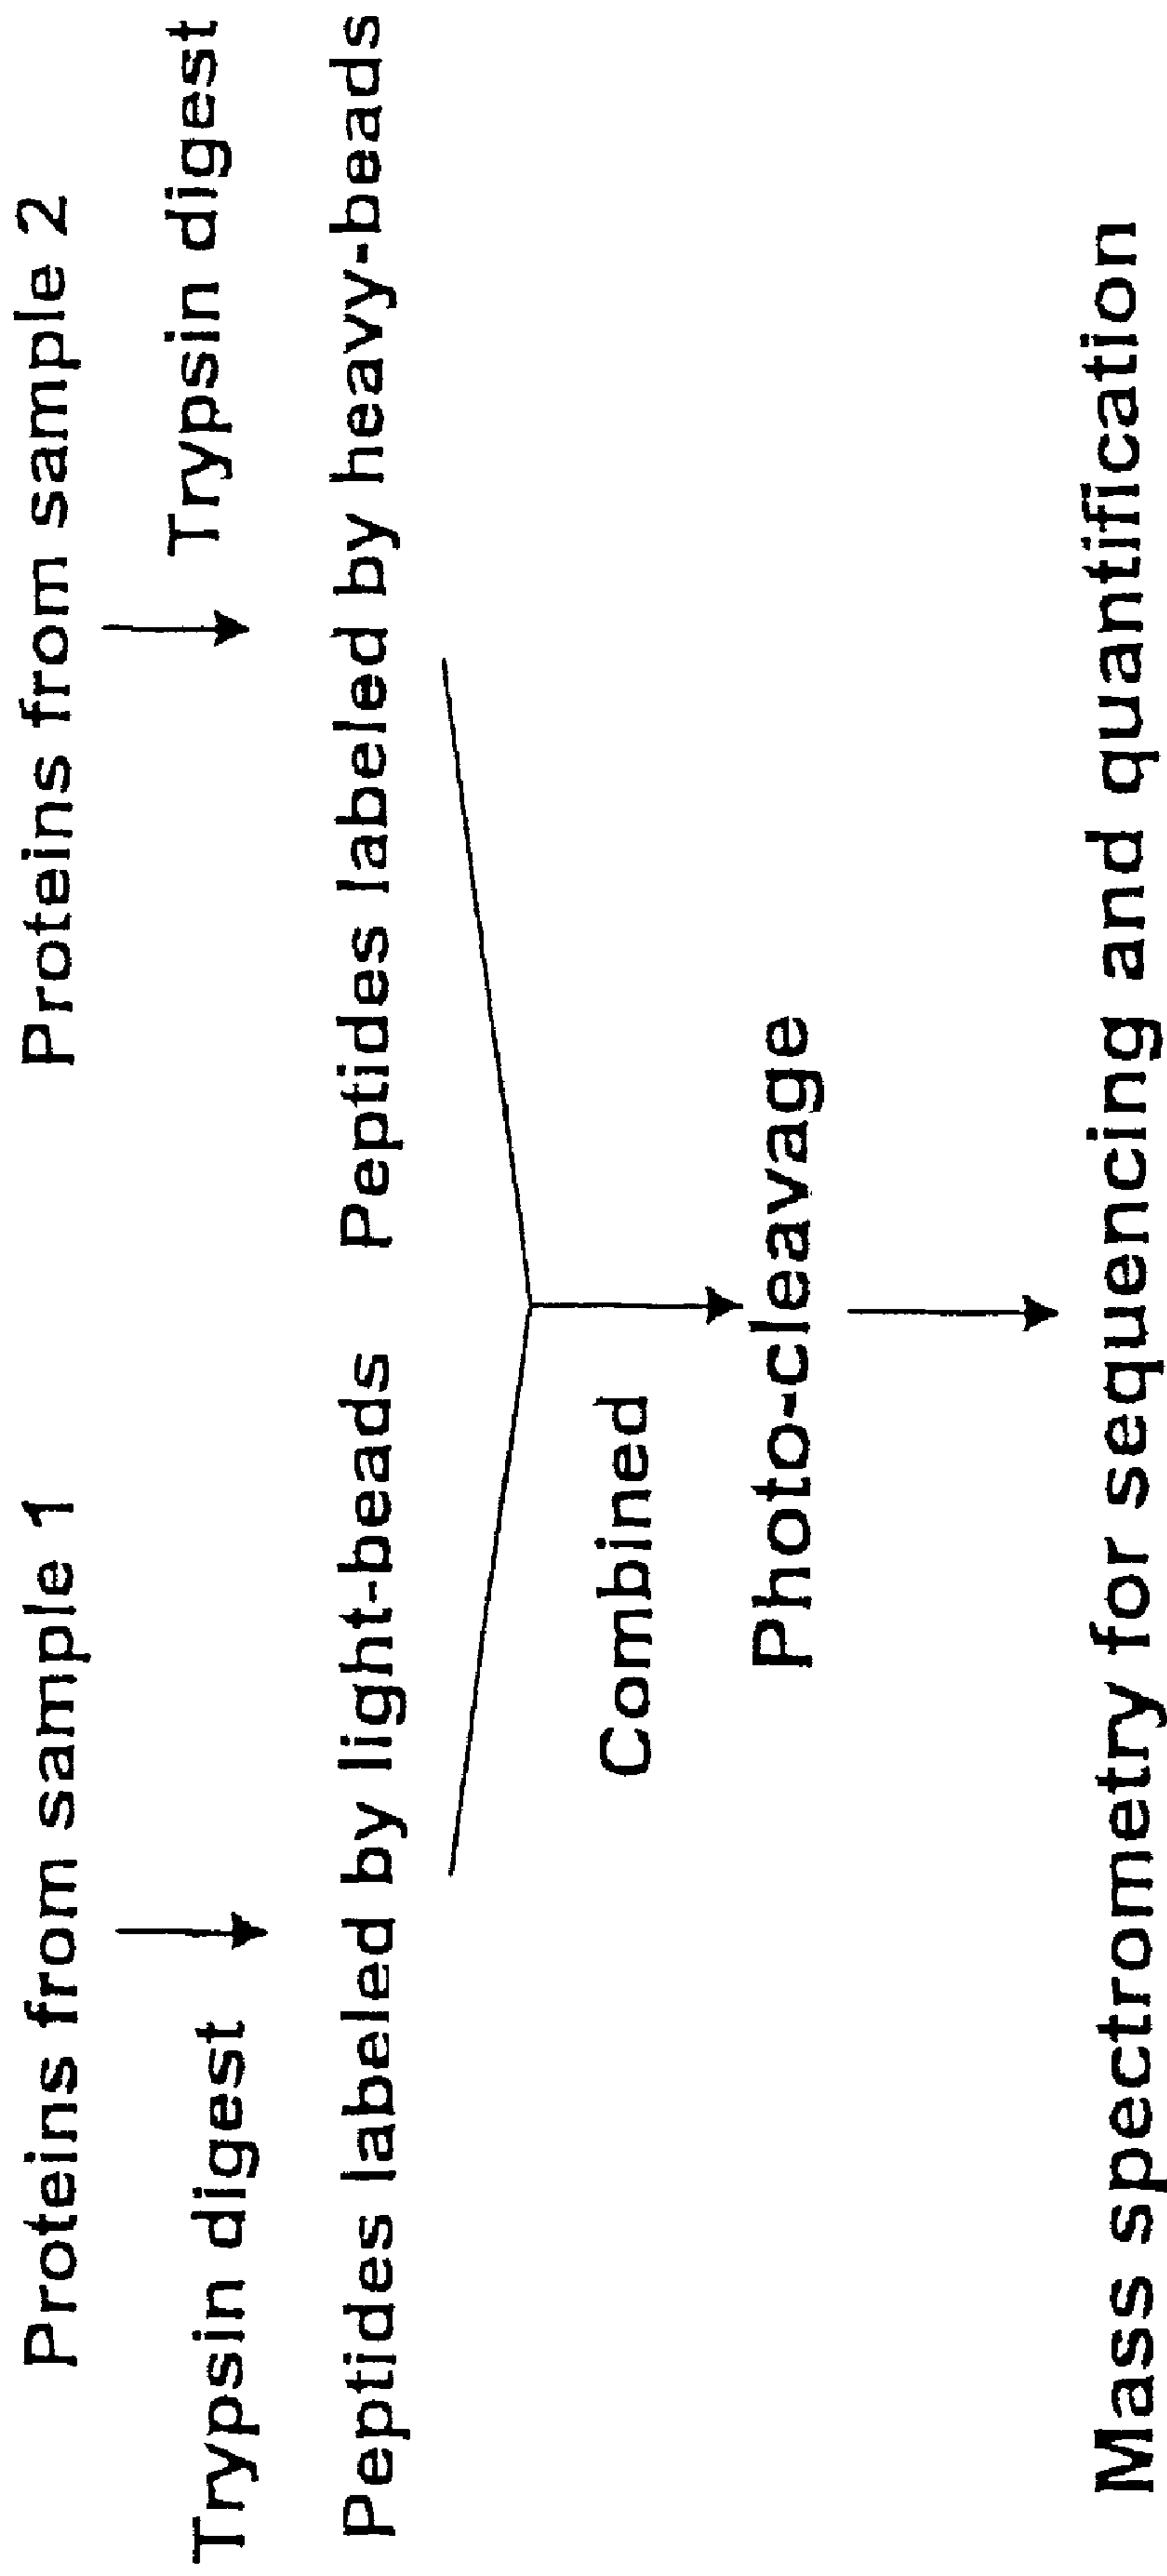 Proteins from sample 1
Proteins from sample 2
Trypsin digest
Trypsin digest
Peptides labeled by light-beads
Peptides labeled by heavy-beads
Combined
Photo-cleavage
Mass spectrometry for sequencing and quantification